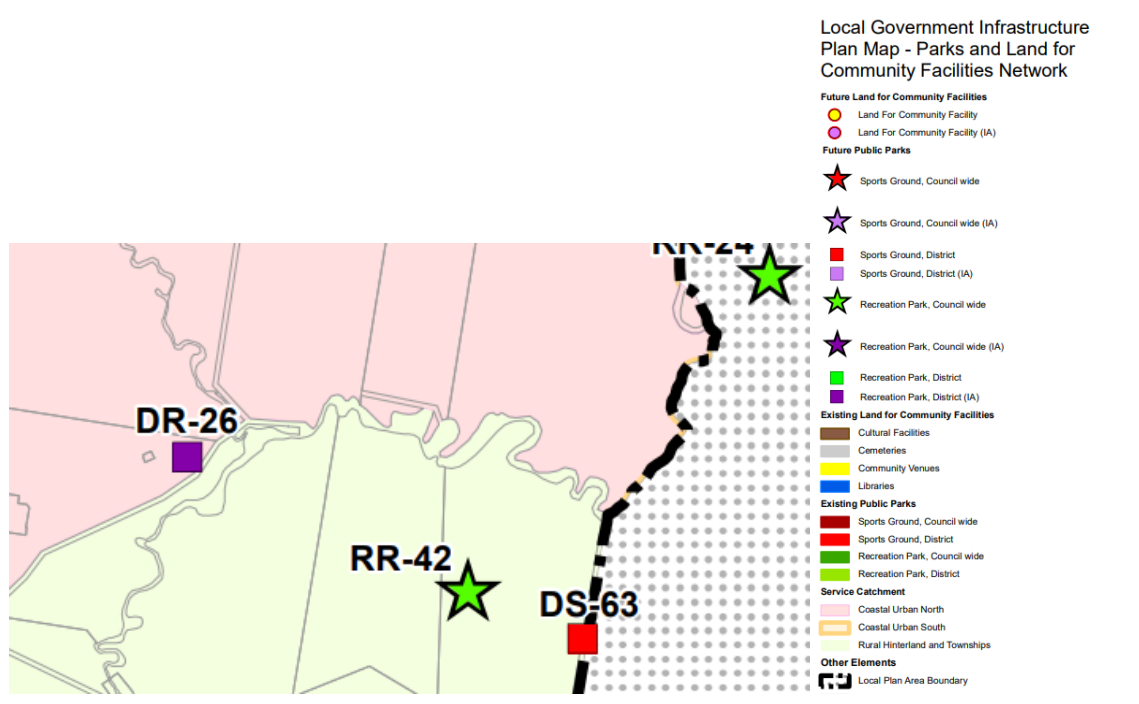 Local Government Infrastructure
Plan Map - Parks and Land for
Community Facilities Network
Future Land for Community Facilities
Land For Community Facility
Land For Community Facility (IA)
Future Public Parks
Sports Ground, Council wide
Sports Ground, Council wide (IA)
Sports Ground, District
Sports Ground, District (IA)
Recreation Park, Council wide
Recreation Park, Council wide (IA)
Recreation Park, District
Recreation Park, District (IA)
Existing Land for Community Facilities
Cultural Facilities
Cemeteries
Community Venues
Libraries
Existing Public Parks
Sports Ground, Council wide
Sports Ground, District
Recreation Park, Council wide
Recreation Park, District
Service Catchment
Coastal Urban North
Coastal Urban South
Rural Hinterland and Townships
Other Elements
Local Plan Area Boundary
RR-24
DR-26
RR-42
DS-63